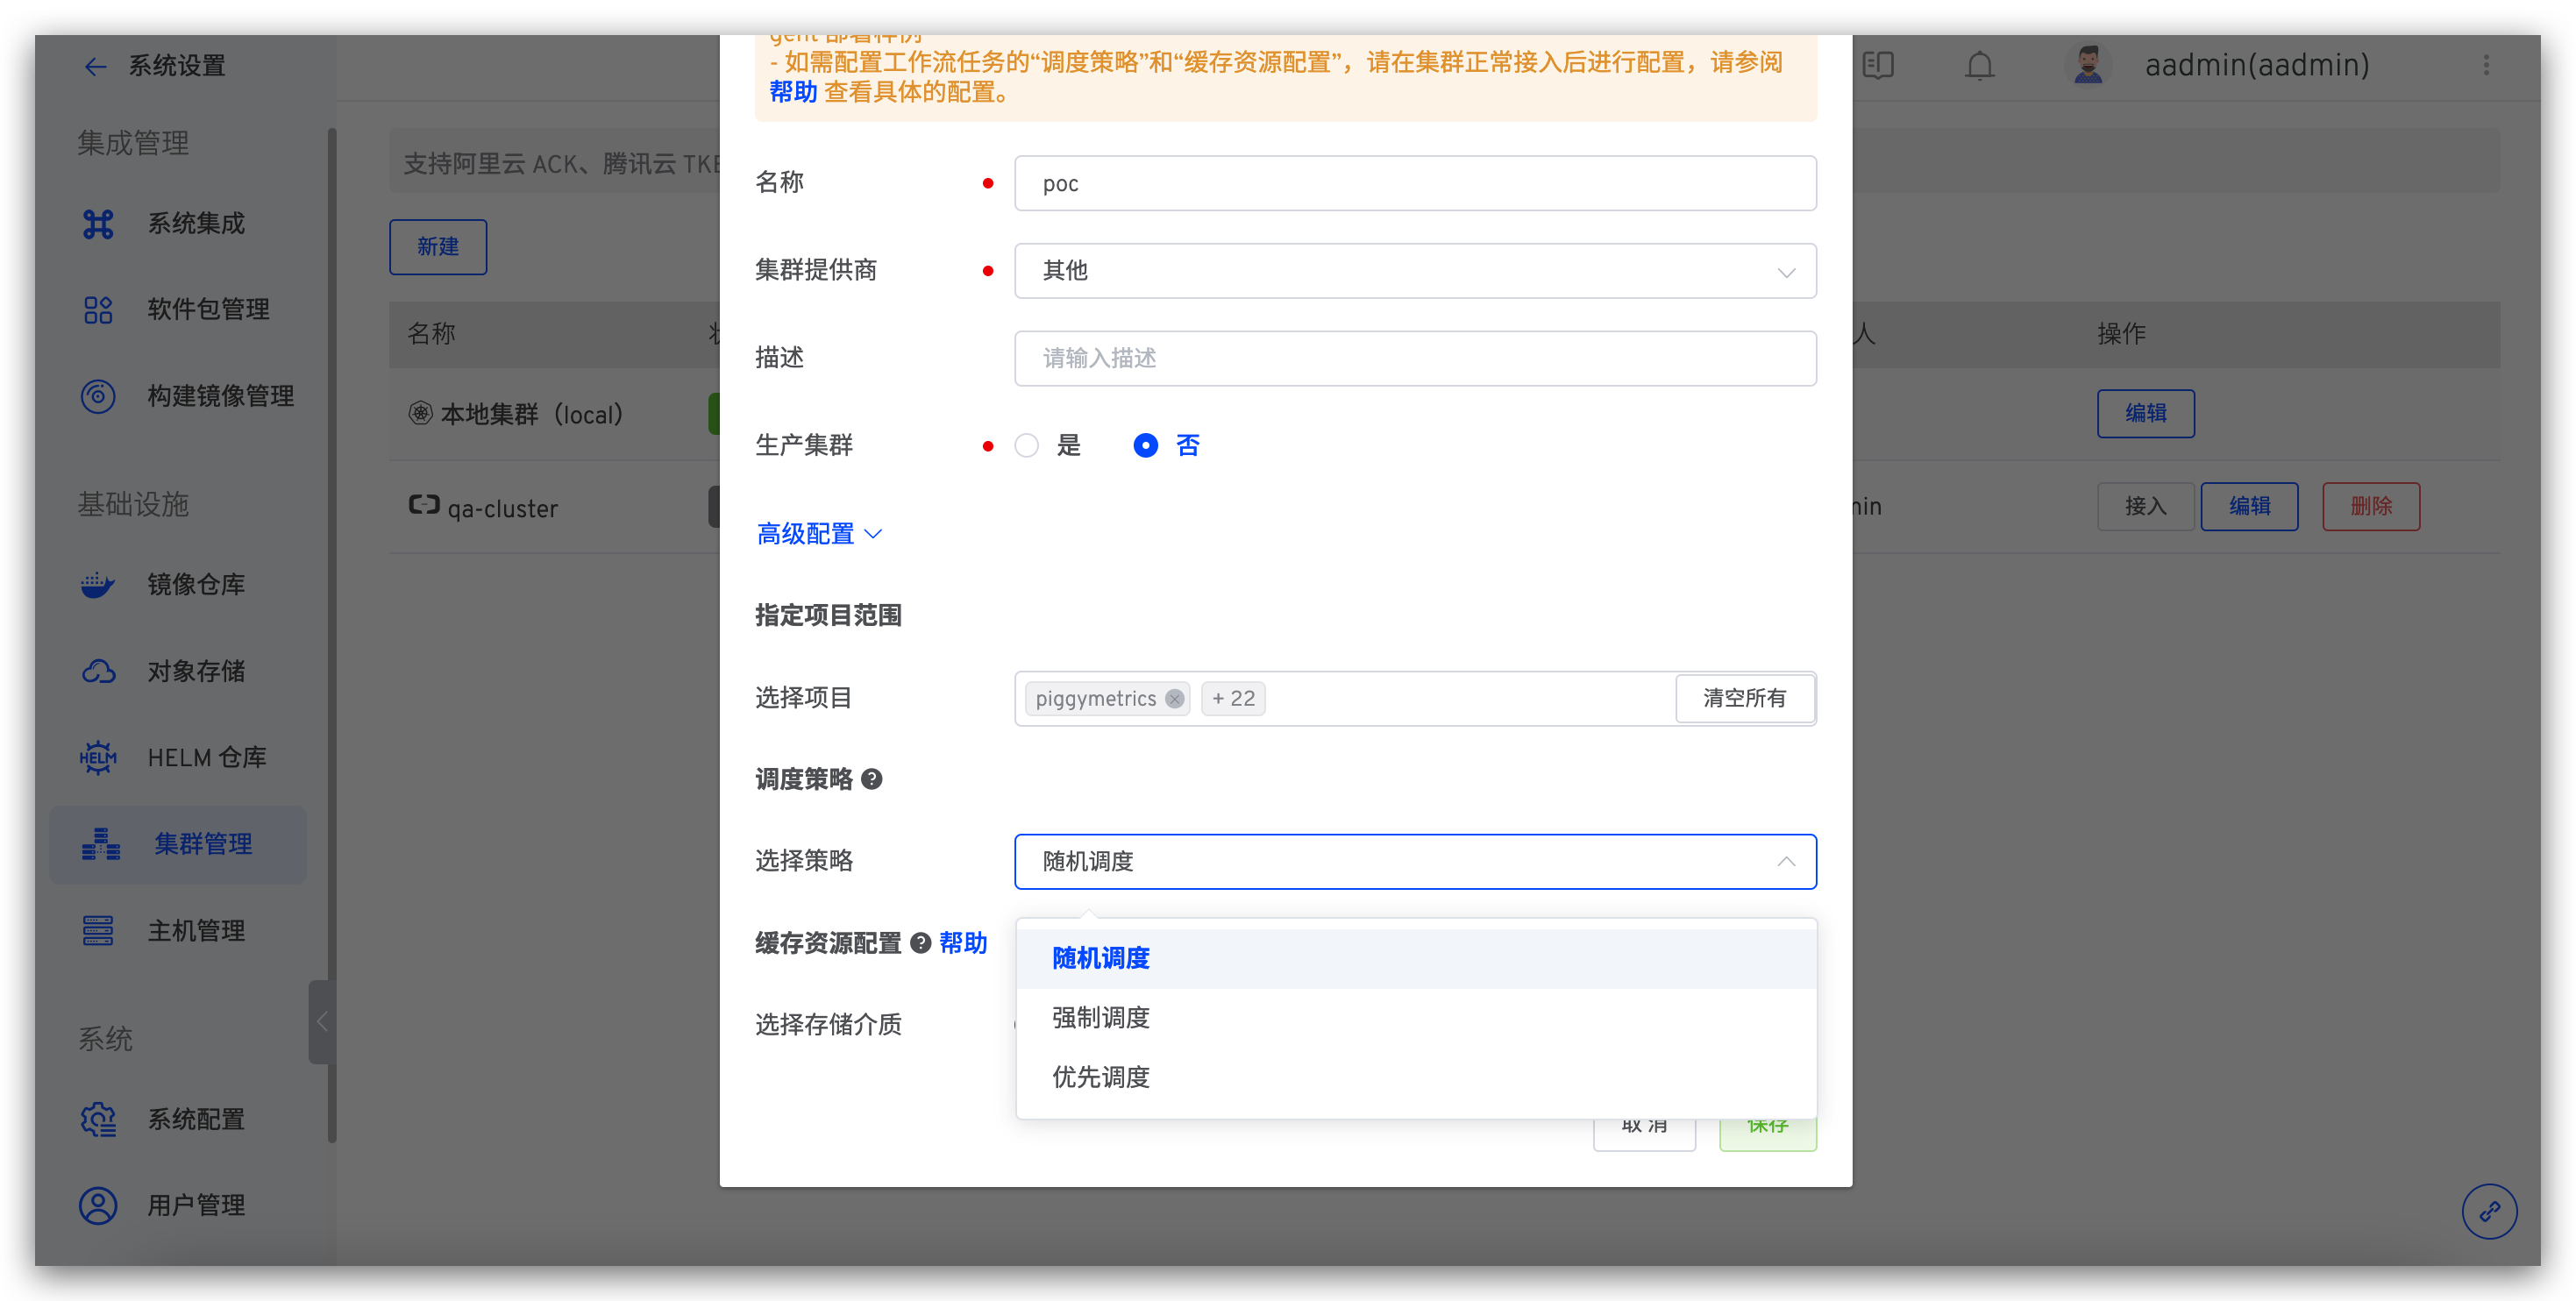 系统设置
集成管理
系统集成
软件包管理
构建镜像管理
基础设施
镜像仓库
对象存储
HELM 仓库
集群管理
主机管理
系统
系统配置
用户管理
aadmin(aadmin)
支持阿里云 ACK、腾讯云 TKE
新建
名称
人
操作
本地集群（local）
编辑
qa-cluster
min
接入
编辑
删除
gent 部署样例
- 如需配置工作流任务的“调度策略”和“缓存资源配置”，请在集群正常接入后进行配置，请参阅
帮助 查看具体的配置。
名称
poc
集群提供商
其他
描述
请输入描述
生产集群
是
否
高级配置
指定项目范围
选择项目
piggymetrics
+ 22
清空所有
调度策略
选择策略
随机调度
缓存资源配置 帮助
随机调度
强制调度
优先调度
选择存储介质
取消
保存